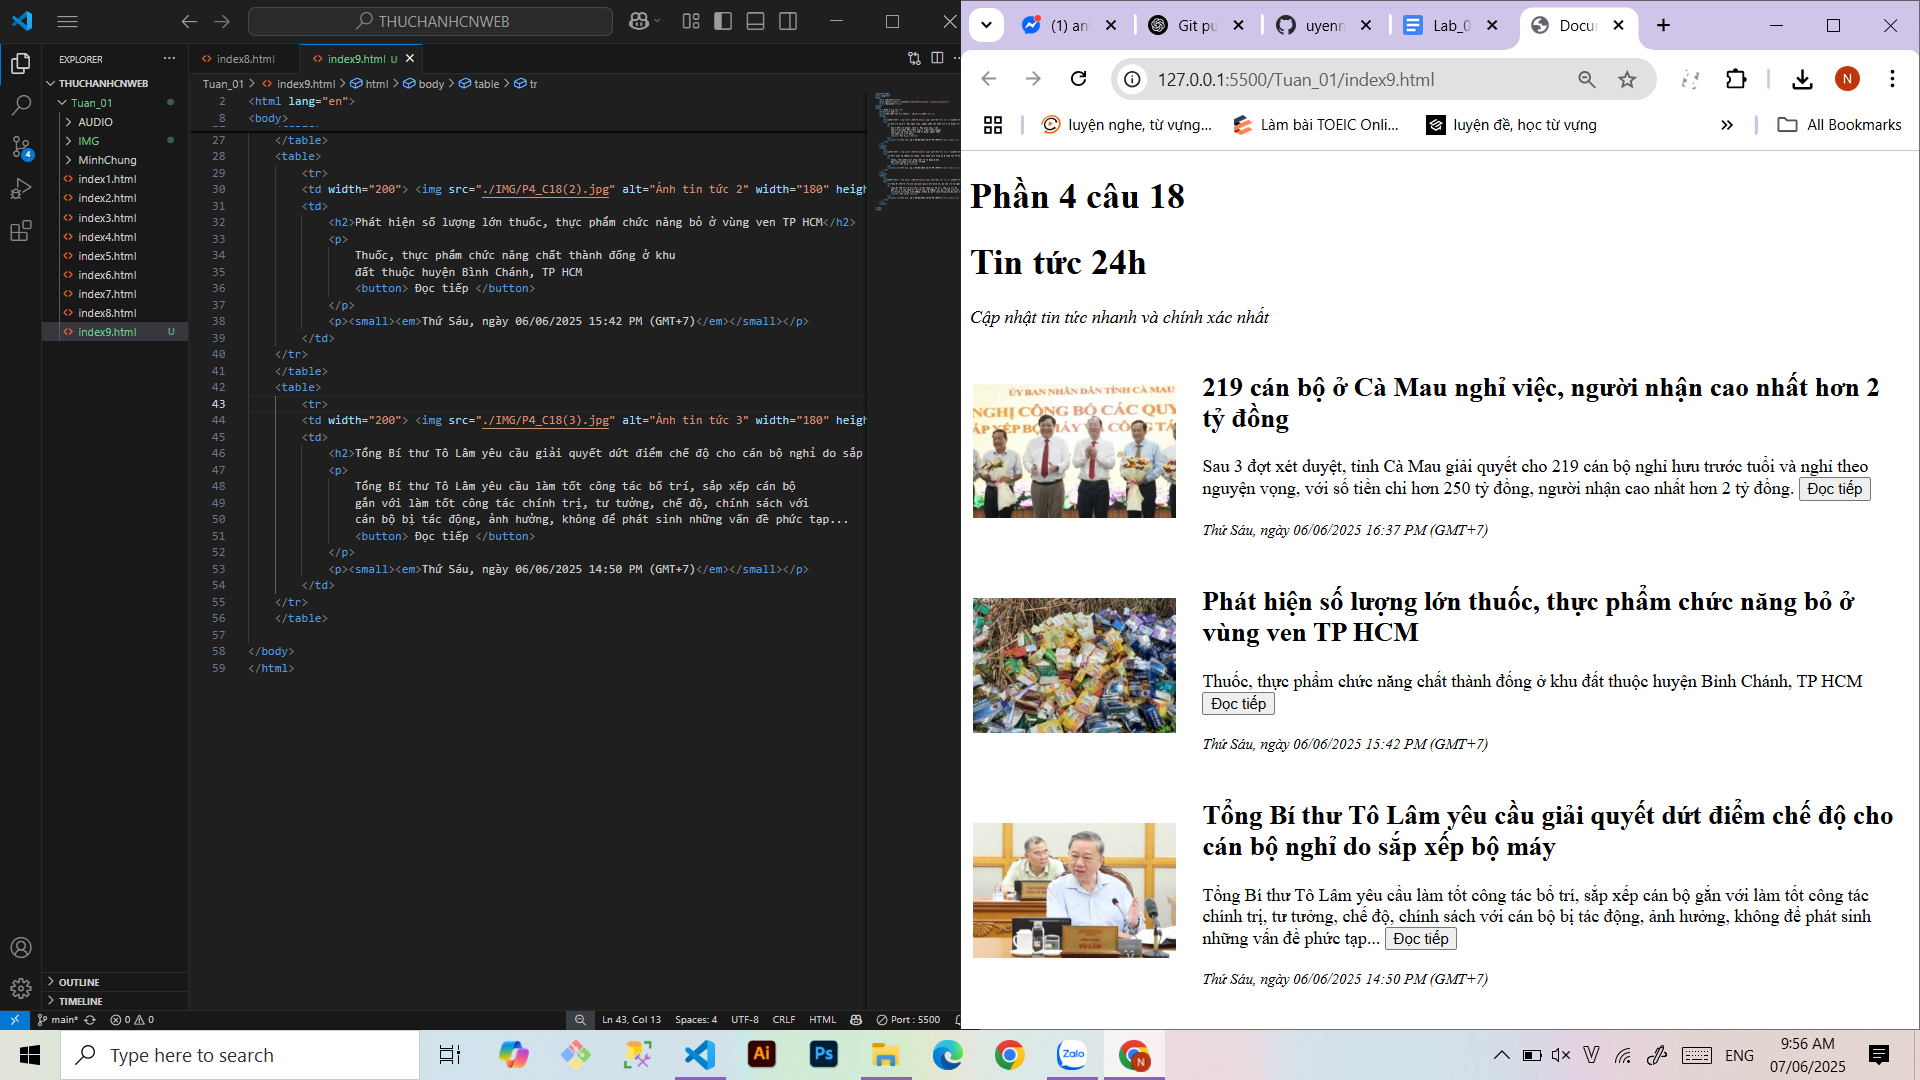 THUCHANHCNWEB
EXPLORER
THUCHANHCNWEB
Tuan_01
AUDIO
IMG
MinhChung
index1.html
index2.html
index3.html
index4.html
index5.html
index6.html
index7.html
index8.html
index9.html U
OUTLINE
TIMELINE
index8.html
index9.html U
Tuan_01 > index9.html > html > body > table > tr
2 <html lang="en">
8 <body>
27 </table>
28 <table>
29 <tr>
30 <td width="200"> <img src="./IMG/P4_C18(2).jpg" alt="Ảnh tin tức 2" width="180" heigh
31 <td>
32 <h2>Phát hiện số lượng lớn thuốc, thực phẩm chức năng bỏ ở vùng ven TP HCM</h2>
33 <p>
34 Thuốc, thực phẩm chức năng chất thành đống ở khu
35 đất thuộc huyện Bình Chánh, TP HCM
36 <button> Đọc tiếp </button>
37 </p>
38 <p><small><em>Thứ Sáu, ngày 06/06/2025 15:42 PM (GMT+7)</em></small></p>
39 </td>
40 </tr>
41 </table>
42 <table>
43 <tr>
44 <td width="200"> <img src="./IMG/P4_C18(3).jpg" alt="Ảnh tin tức 3" width="180" heigh
45 <td>
46 <h2>Tổng Bí thư Tô Lâm yêu cầu giải quyết dứt điểm chế độ cho cán bộ nghỉ do sắp
47 <p>
48 Tổng Bí thư Tô Lâm yêu cầu làm tốt công tác bố trí, sắp xếp cán bộ
49 gắn với làm tốt công tác chính trị, tư tưởng, chế độ, chính sách với
50 cán bộ bị tác động, ảnh hưởng, không để phát sinh những vấn đề phức tạp...
51 <button> Đọc tiếp </button>
52 </p>
53 <p><small><em>Thứ Sáu, ngày 06/06/2025 14:50 PM (GMT+7)</em></small></p>
54 </td>
55 </tr>
56 </table>
57
58 </body>
59 </html>
main* 0 0 Ln 43, Col 13 Spaces: 4 UTF-8 CRLF HTML Port : 5500
(1) an Git pu uyenn Lab_0 Docu
127.0.0.1:5500/Tuan_01/index9.html N
luyện nghe, từ vựng... Làm bài TOEIC Onli... luyện đề, học từ vựng All Bookmarks
Phần 4 câu 18
Tin tức 24h
Cập nhật tin tức nhanh và chính xác nhất
ỦY BAN NHÂN DÂN TỈNH CÀ MAU
219 cán bộ ở Cà Mau nghỉ việc, người nhận cao nhất hơn 2
tỷ đồng
Sau 3 đợt xét duyệt, tỉnh Cà Mau giải quyết cho 219 cán bộ nghỉ hưu trước tuổi và nghỉ theo
nguyện vọng, với số tiền chi hơn 250 tỷ đồng, người nhận cao nhất hơn 2 tỷ đồng. Đọc tiếp
Thứ Sáu, ngày 06/06/2025 16:37 PM (GMT+7)
Phát hiện số lượng lớn thuốc, thực phẩm chức năng bỏ ở
vùng ven TP HCM
Thuốc, thực phẩm chức năng chất thành đống ở khu đất thuộc huyện Bình Chánh, TP HCM
Đọc tiếp
Thứ Sáu, ngày 06/06/2025 15:42 PM (GMT+7)
Tổng Bí thư Tô Lâm yêu cầu giải quyết dứt điểm chế độ cho
cán bộ nghỉ do sắp xếp bộ máy
Tổng Bí thư Tô Lâm yêu cầu làm tốt công tác bố trí, sắp xếp cán bộ gắn với làm tốt công tác
chính trị, tư tưởng, chế độ, chính sách với cán bộ bị tác động, ảnh hưởng, không để phát sinh
những vấn đề phức tạp... Đọc tiếp
TÔ LÂM
Thứ Sáu, ngày 06/06/2025 14:50 PM (GMT+7)
Type here to search
Ai
Ps
Zalo
N
ENG
9:56 AM
07/06/2025